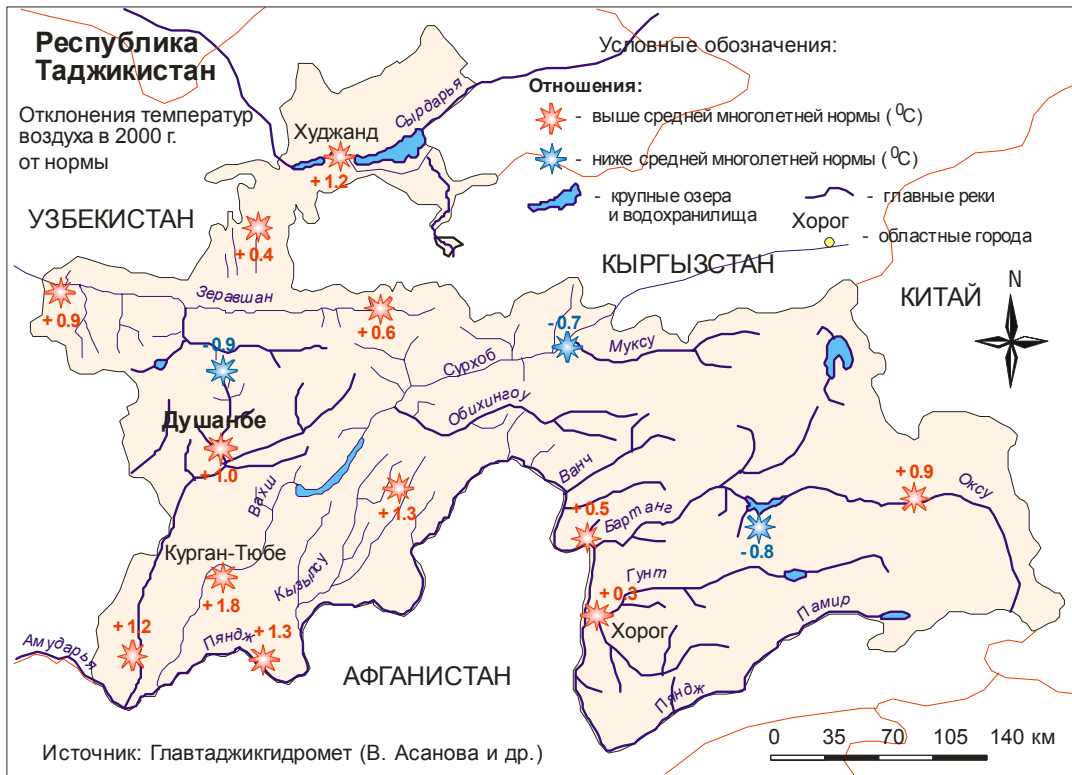 Республика
Таджикистан
Отклонения температур
воздуха в 2000 г.
от нормы
Условные обозначения:
Отношения:
- выше средней многолетней нормы ( ⁰С)
- ниже средней многолетней нормы ( ⁰С)
- крупные озера
и водохранилища
- главные реки
Хорог
- областные города
Худжанд
Сырдарья
+ 1.2
УЗБЕКИСТАН
+ 0.4
КЫРГЫЗСТАН
КИТАЙ
N
Зеравшан
+ 0.9
+ 0.6
- 0.7
- 0.9
Муксу
Сурхоб
Обихингоу
Душанбе
+ 1.0
Вахш
+ 1.3
Ванч
+ 0.5
Бартанг
+ 0.9
Оксу
- 0.8
Курган-Тюбе
+ 1.8
Кызылсу
Гунт
+ 0.3
Хорог
Памир
+ 1.2
Пяндж
+ 1.3
Амударья
АФГАНИСТАН
Пяндж
Источник: Главтаджикгидромет (В. Асанова и др.)
0 35 70 105 140 км